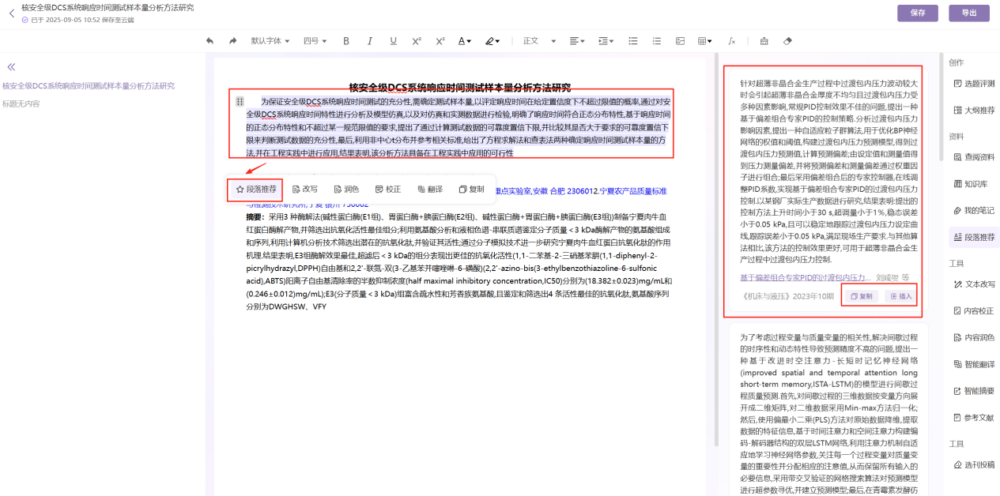 核安全级DCS系统响应时间测试样本量分析方法研究
已于 2025-09-05 10:52 保存至云端
保存
导出
默认字体
四号
B
I
U
X²
X²
A
正文
核安全级DCS系统响应时间测试样本量分析方法研究
标题无内容
核安全级DCS系统响应时间测试样本量分析方法研究
为保证安全级DCS系统响应时间测试的充分性,需确定测试样本量,以评定响应时间在给定置信度下不超过限值的概率,通过对安
全级DCS系统响应时间特性进行分析及模型仿真,以及对仿真和实测数据进行检验,明确了响应时间符合正态分布特性,基于响应时间
的正态分布特性和不超过某一规范限值的要求,提出了通过计算测试数据的可靠度置信下限,并比较其是否大于要求的可靠度置信下
限来判断测试数据的充分性,最后,利用非中心t分布并参考相关标准,给出了方程求解法和查表法两种确定响应时间测试样本量的方
法,并在工程实践中进行应用,结果表明,该分析方法具备在工程实践中应用的可行性
段落推荐
改写
润色
校正
翻译
复制
重点实验室,安徽 合肥 2306012.宁夏农产品质量标准
摘要：采用3 种酶解法(碱性蛋白酶(E1组)、胃蛋白酶+胰蛋白酶(E2组)、碱性蛋白酶+胃蛋白酶+胰蛋白酶(E3组))制备宁夏肉牛血
红蛋白酶解产物,并筛选出抗氧化活性最佳组分;利用氨基酸分析和液相色谱-串联质谱鉴定分子质量＜3 kDa酶解产物的氨基酸组成
和序列,利用计算机分析技术筛选出潜在的抗氧化肽,并验证其活性;通过分子模拟技术进一步研究宁夏肉牛血红蛋白抗氧化肽的作用
机理.结果表明,E3组酶解效果最佳,超滤后＜3 kDa的组分表现出更佳的抗氧化活性(1,1-二苯基-2-三硝基苯肼(1,1-diphenyl-2-
picrylhydrazyl,DPPH)自由基和2,2'-联氮-双(3-乙基苯并噻唑啉-6-磺酸)(2,2'-azino-bis(3-ethylbenzothiazoline-6-sulfonic
acid),ABTS)阳离子自由基清除率的半数抑制浓度(half maximal inhibitory concentration,IC50)分别为(18.382±0.023)mg/mL和
(0.246±0.012)mg/mL);E3(分子质量＜3 kDa)组富含疏水性和芳香族氨基酸,且鉴定和筛选出4 条活性最佳的抗氧化肽,氨基酸序列
分别为DWGHSW、VFY
针对超薄非晶合金生产过程中过渡包内压力波动较大
时会引起超薄非晶合金厚度不均匀且过渡包内压力受
多种因素影响,常规PID控制效果不佳的问题,提出一种
基于偏差组合专家PID的控制策略.分析过渡包内压力
影响因素,提出一种自适应粒子群算法,用于优化BP神经
网络的权值和阈值,构建过渡包内压力预测模型,得到过
渡包内压力预测值,计算预测偏差;由设定值和测量值得
到压力测量偏差,并将预测偏差和测量偏差通过权重因
子进行组合;最后采用偏差组合后的专家控制器,在线调
整PID系数,实现基于偏差组合专家PID的过渡包内压力
控制.以某钢厂实际生产数据进行研究,结果表明:提出的
控制方法上升时间小于30 s,超调量小于1%,稳态误差
小于0.05 kPa,且可以稳定地跟踪过渡包内压力设定曲
线,跟踪误差小于0.05 kPa,满足现场生产要求.与其他算
法相比,该方法的控制效果更好,可用于超薄非晶合金生
产过程中过渡包内压力控制.
基于偏差组合专家PID的过渡包内压力... 刘咸贺 等
《机床与液压》2023年10期
复制
插入
为了考虑过程变量与质量变量的相关性,解决间歇过程
的时序性和动态特性导致预测精度不高的问题,提出一
种基于改进时空注意力-长短时记忆神经网络
(improved spatial and temporal attention long
short-term memory,ISTA-LSTM)的模型进行间歇过
程质量预测.首先,对间歇过程的三维数据按变量方向展
开成二维矩阵,对二维数据采用Min-max方法归一化;
然后,使用偏最小二乘(PLS)方法对原始数据降维,提取
数据的特征信息,基于时间注意力和空间注意力构建编
码-解码器结构的双层LSTM网络,利用注意力机制自适
应地学习神经网络参数,关注每一个过程变量对质量变
量的重要性并分配相应的注意值,从而保留所有输入的
必要信息,采用带交叉验证的网格搜索算法对预测模型
进行超参数寻优,并建立预测模型;最后,在青霉素发酵仿
创作
选题评测
大纲推荐
资料
查阅资料
知识库
我的笔记
段落推荐
工具
文本改写
内容校正
内容润色
智能翻译
智能摘要
参考文献
工具
选刊投稿